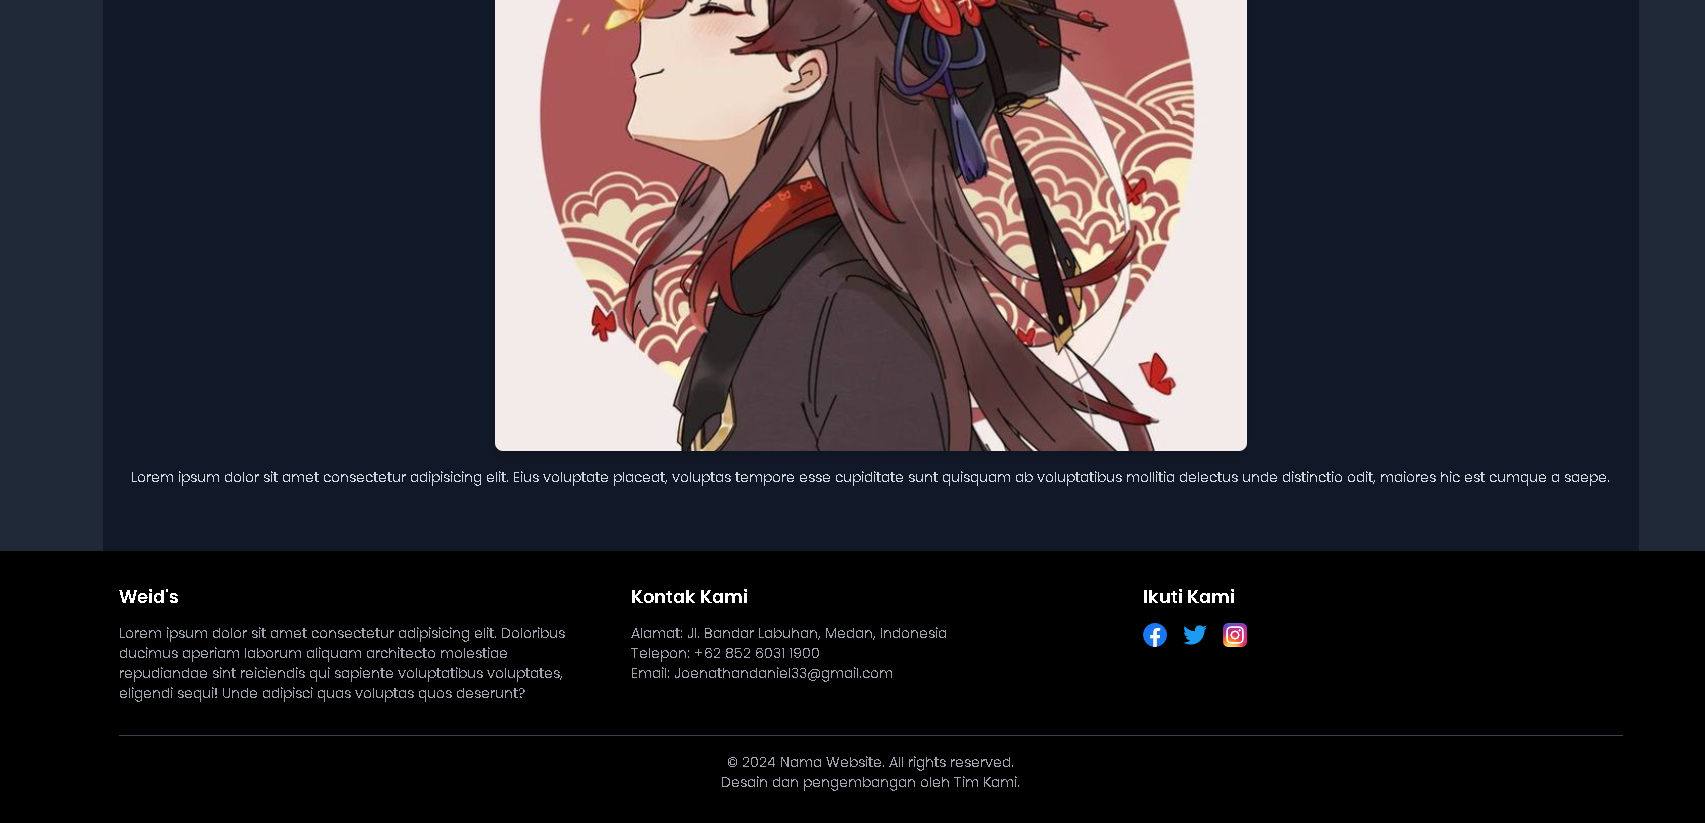 Lorem ipsum dolor sit amet consectetur adipisicing elit. Eius voluptate placeat, voluptas tempore esse cupiditate sunt quisquam ab voluptatibus mollitia delectus unde distinctio odit, maiores hic est cumque a saepe.
Weid's
Lorem ipsum dolor sit amet consectetur adipisicing elit. Doloribus
ducimus aperiam laborum aliquam architecto molestiae
repudiandae sint reiciendis qui sapiente voluptatibus voluptates,
eligendi sequi! Unde adipisci quas voluptas quos deserunt?
Kontak Kami
Alamat: Jl. Bandar Labuhan, Medan, Indonesia
Telepon: +62 852 6031 1900
Email: Joenathandaniel33@gmail.com
Ikuti Kami
© 2024 Nama Website. All rights reserved.
Desain dan pengembangan oleh Tim Kami.